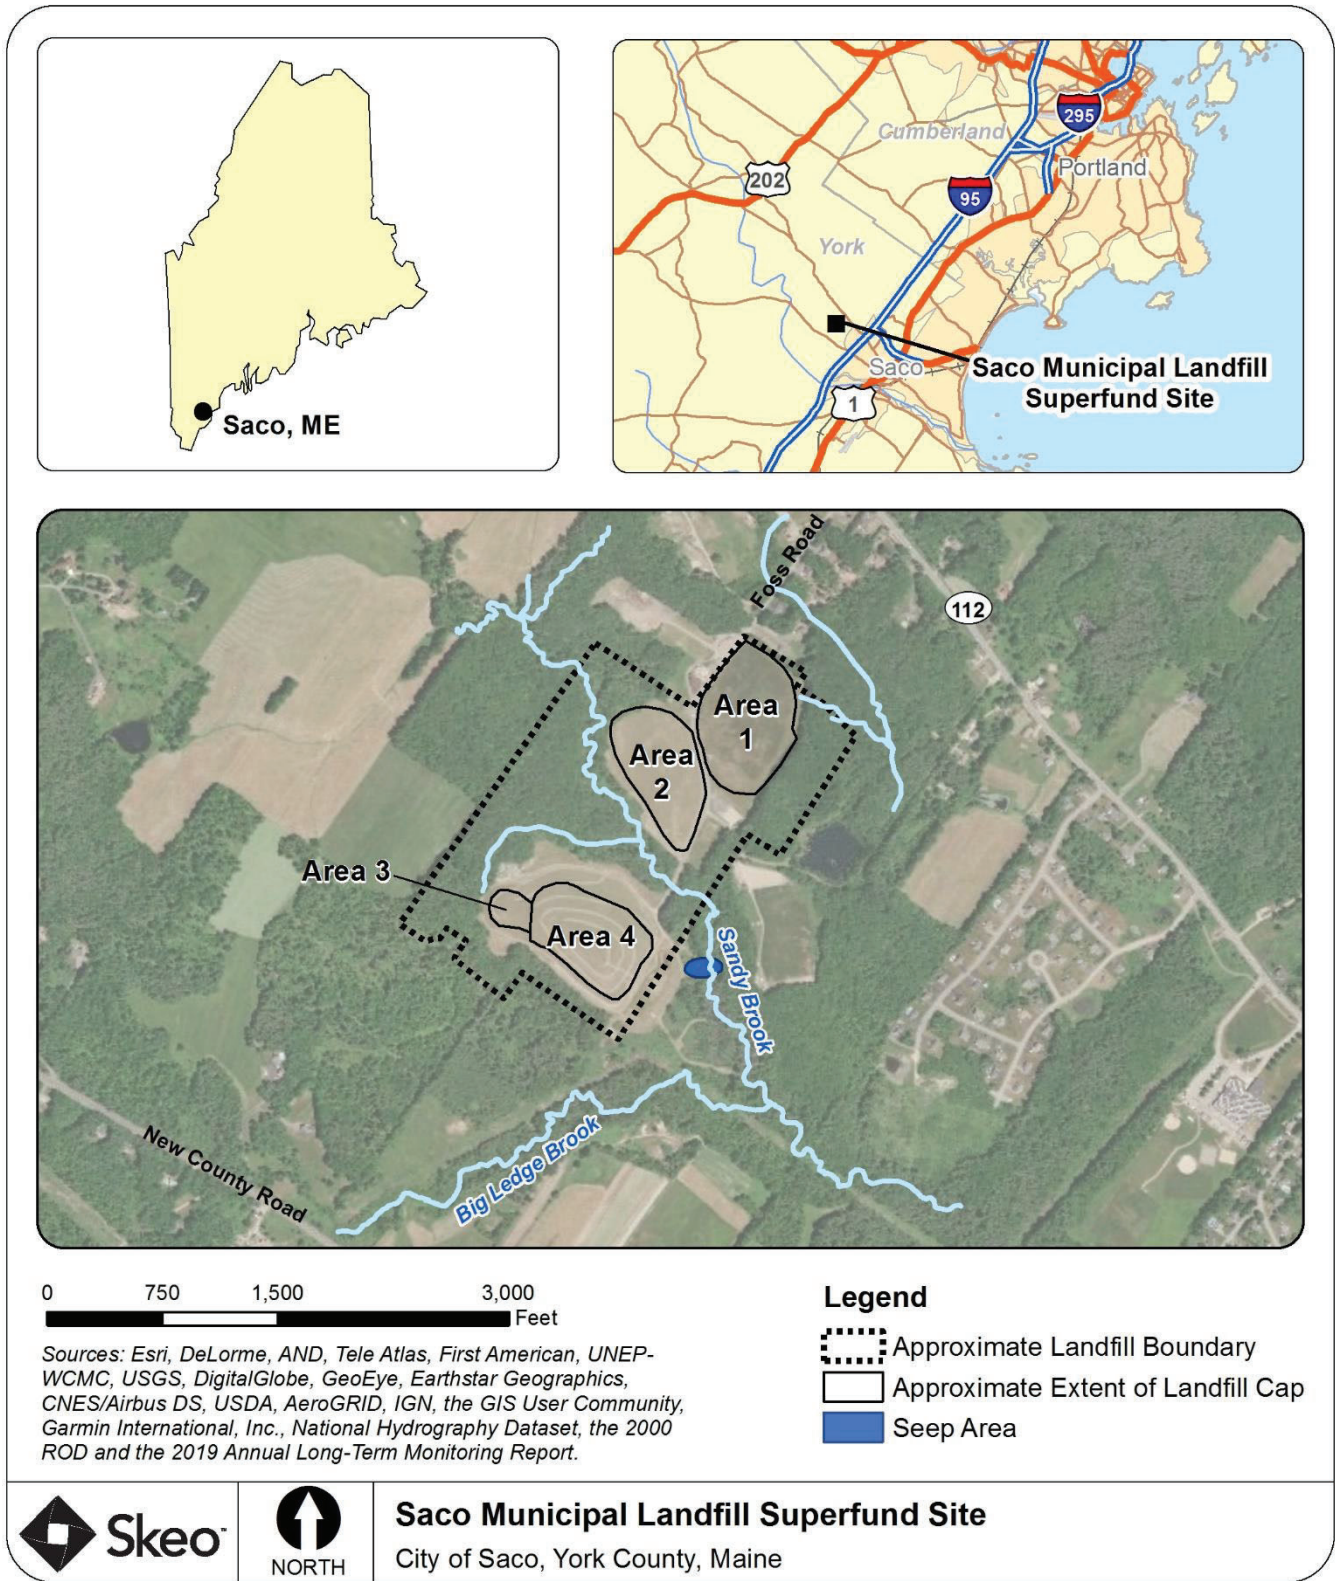 Saco, ME
Cumberland
295
Portland
202
95
York
Saco
Saco Municipal Landfill
Superfund Site
1
Foss Road
112
Area
1
Area
2
Area 3
Area 4
Sandy Brook
Big Ledge Brook
New County Road
0 750 1,500 3,000
Feet
Sources: Esri, DeLorme, AND, Tele Atlas, First American, UNEP-
WCMC, USGS, DigitalGlobe, GeoEye, Earthstar Geographics,
CNES/Airbus DS, USDA, AeroGRID, IGN, the GIS User Community,
Garmin International, Inc., National Hydrography Dataset, the 2000
ROD and the 2019 Annual Long-Term Monitoring Report.
Legend
Approximate Landfill Boundary
Approximate Extent of Landfill Cap
Seep Area
Skeo
NORTH
Saco Municipal Landfill Superfund Site
City of Saco, York County, Maine